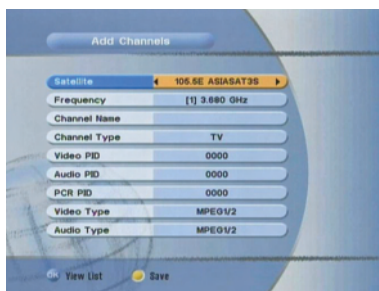 Add Channels
Satellite 105.5E ASIASAT3S
Frequency [1] 3.680 GHz
Channel Name
Channel Type TV
Video PID 0000
Audio PID 0000
PCR PID 0000
Video Type MPEG1/2
Audio Type MPEG1/2
OK View List Save